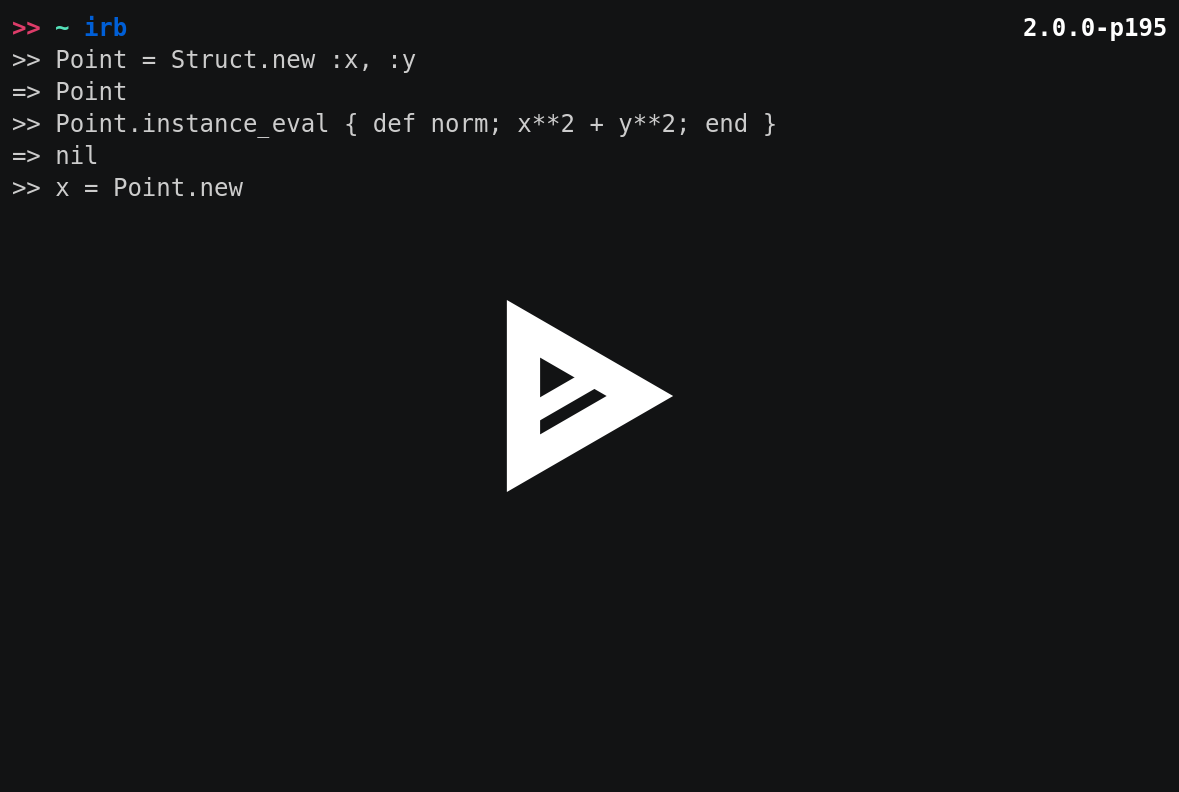 >> ~ irb 2.0.0-p195
>> Point = Struct.new :x, :y
=> Point
>> Point.instance_eval { def norm; x**2 + y**2; end }
=> nil
>> x = Point.new